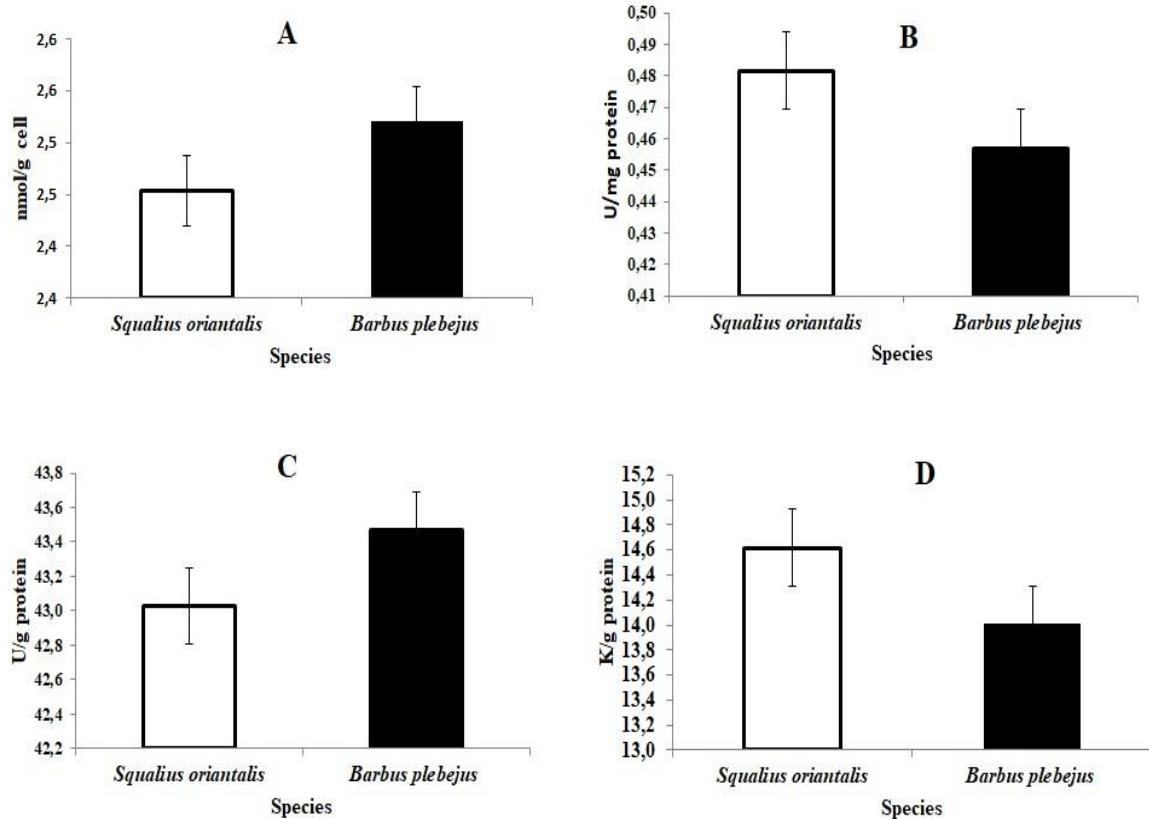 A
nmol/g cell
2,6
2,6
2,5
2,5
2,4
2,4
Squalius oriantalis
Barbus plebejus
Species
B
U/mg protein
0,50
0,49
0,48
0,47
0,46
0,45
0,44
0,43
0,42
0,41
Squalius oriantalis
Barbus plebejus
Species
C
U/g protein
43,8
43,6
43,4
43,2
43,0
42,8
42,6
42,4
42,2
Squalius oriantalis
Barbus plebejus
Species
D
K/g protein
15,2
15,0
14,8
14,6
14,4
14,2
14,0
13,8
13,6
13,4
13,2
13,0
Squalius oriantalis
Barbus plebejus
Species